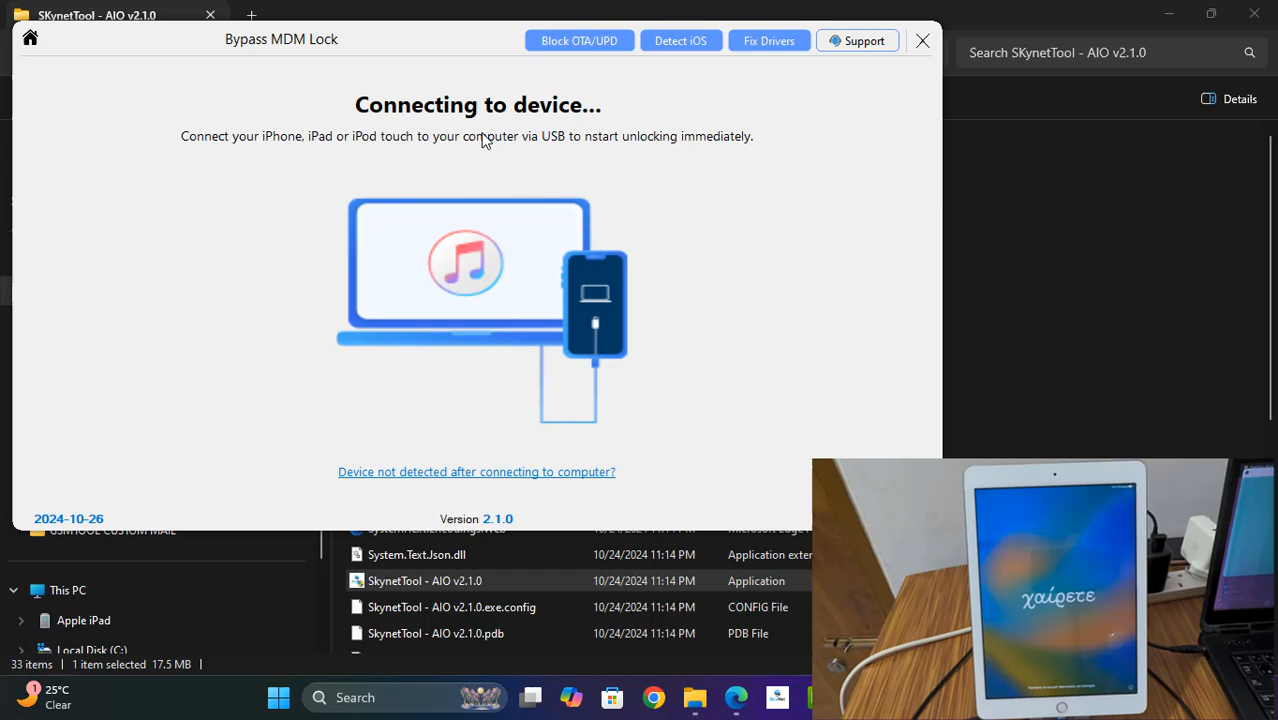 SKynetTool - AIO v2.1.0
Bypass MDM Lock
Block OTA/UPD
Detect iOS
Fix Drivers
Support
Search SKynetTool - AIO v2.1.0
Details
Connecting to device...
Connect your iPhone, iPad or iPod touch to your computer via USB to nstart unlocking immediately.
Device not detected after connecting to computer?
2024-10-26
Version 2.1.0
GSMTOOL CUSTOM MAIL
System.Text.Json.dll
10/24/2024 11:14 PM
Application exten
This PC
SkynetTool - AIO v2.1.0
10/24/2024 11:14 PM
Application
Apple iPad
SkynetTool - AIO v2.1.0.exe.config
10/24/2024 11:14 PM
CONFIG File
Local Disk (C:)
SkynetTool - AIO v2.1.0.pdb
10/24/2024 11:14 PM
PDB File
33 items
1 item selected 17.5 MB
χαίρετε
1
25°C
Clear
Search